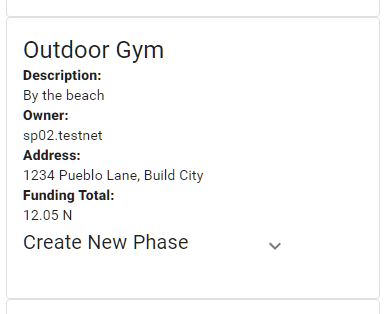 Outdoor Gym
Description:
By the beach
Owner:
sp02.testnet
Address:
1234 Pueblo Lane, Build City
Funding Total:
12.05 N
Create New Phase